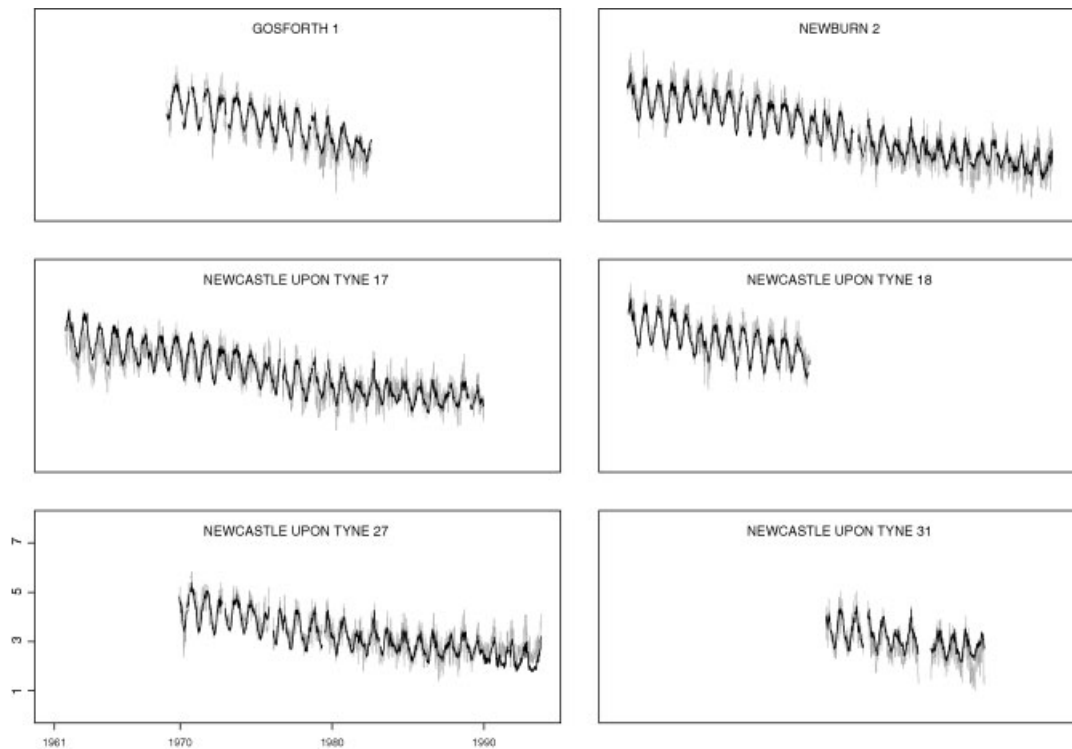 GOSFORTH 1
NEWBURN 2
NEWCASTLE UPON TYNE 17
NEWCASTLE UPON TYNE 18
NEWCASTLE UPON TYNE 27
NEWCASTLE UPON TYNE 31
7
5
3
1
1961 1970 1980 1990